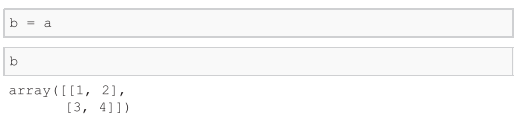 b = a
b
array([[1, 2],
       [3, 4]])